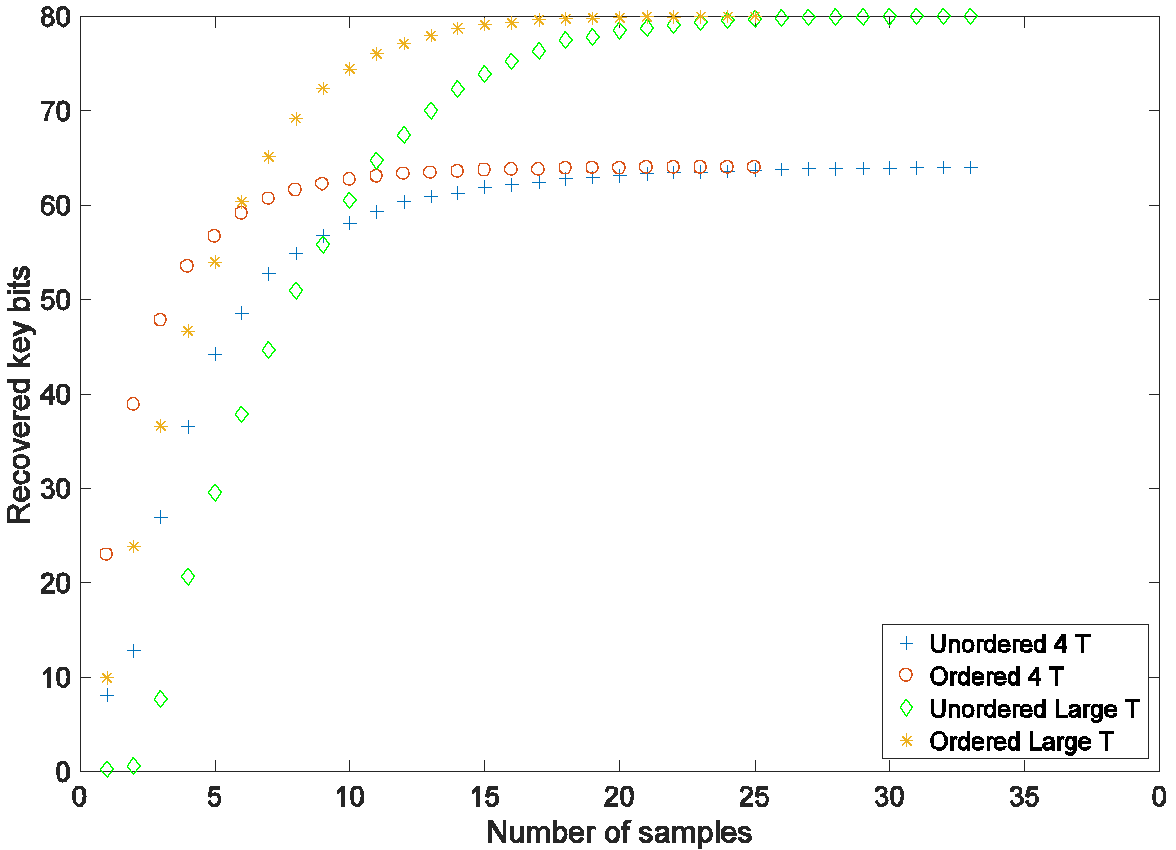 80
70
60
50
40
30
20
10
0
Recovered key bits
0 5 10 15 20 25 30 35 0
Number of samples
Unordered 4 T
Ordered 4 T
Unordered Large T
Ordered Large T